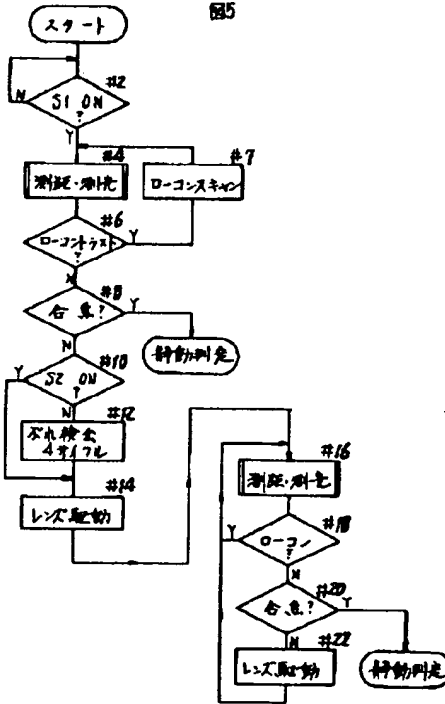 図5
スタート
#2
S1 ON
?
N
Y
#4
測距・測光
#7
ローコンスキャン
#6
ローコントラスト
?
Y
N
#8
合焦?
Y
N
静動判定
#10
S2 ON
?
Y
N
#12
ぶれ検出
4サイクル
#14
レンズ駆動
#16
測距・測光
#18
ローコン
?
Y
N
#20
合焦?
Y
N
#22
レンズ駆動
静動判定